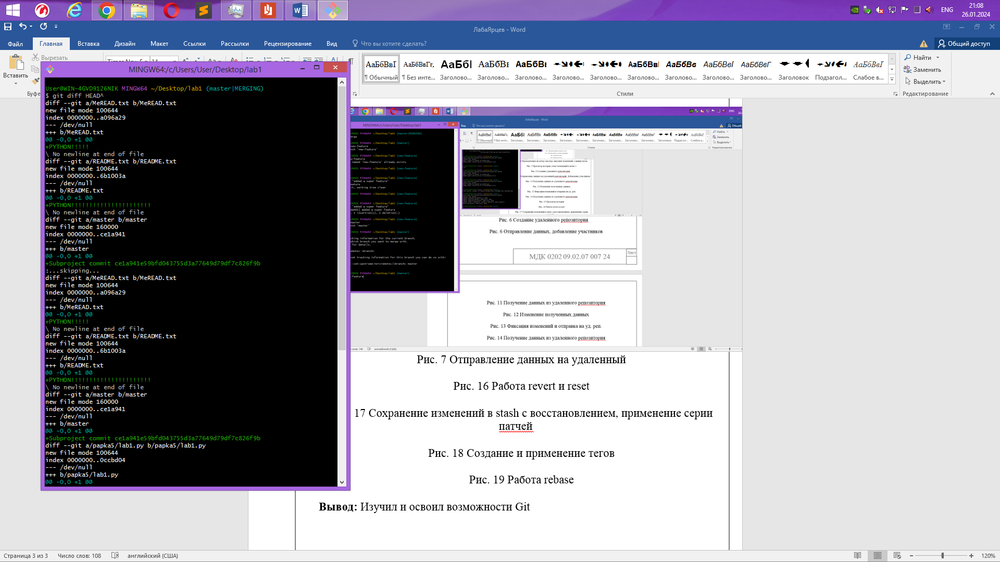 21:08
ENG
26.01.2024
ЛабаЯрцев - Word
Файл
Главная
Вставка
Дизайн
Макет
Ссылки
Рассылки
Рецензирование
Вид
Что вы хотите сделать?
Общий доступ
Вырезать
Вставить
АаБбВвГ
¶ Обычный
АаБбВвГг,
¶ Без инте...
Заголово...
Заголово...
Заголово...
Заголово...
Заголово...
Заголово...
Заголово...
Заголово...
Заголово...
Заголовок
Подзагол...
Слабое в...
Найти
Заменить
Выделить
Стили
Редактирование
MINGW64:/c/Users/User/Desktop/lab1
User@WIN-4GVD9126NIK MINGW64 ~/Desktop/lab1 (master|MERGING)
$ git diff HEAD^
diff --git a/MeREAD.txt b/MeREAD.txt
new file mode 100644
index 0000000..a096a29
--- /dev/null
+++ b/MeREAD.txt
@@ -0,0 +1 @@
+PYTHON!!!!!
\ No newline at end of file
diff --git a/README.txt b/README.txt
new file mode 100644
index 0000000..6b1003a
--- /dev/null
+++ b/README.txt
@@ -0,0 +1 @@
+PYTHON!!!!!!!!!!!!!!!!!!!!!!
\ No newline at end of file
diff --git a/master b/master
new file mode 160000
index 0000000..ce1a941
--- /dev/null
+++ b/master
@@ -0,0 +1 @@
+Subproject commit ce1a941e59bfd043755d3a77649d79df7c826f9b
:...skipping...
diff --git a/MeREAD.txt b/MeREAD.txt
new file mode 100644
index 0000000..a096a29
--- /dev/null
+++ b/MeREAD.txt
@@ -0,0 +1 @@
+PYTHON!!!!!
\ No newline at end of file
diff --git a/README.txt b/README.txt
new file mode 100644
index 0000000..6b1003a
--- /dev/null
+++ b/README.txt
@@ -0,0 +1 @@
+PYTHON!!!!!!!!!!!!!!!!!!!!!!
\ No newline at end of file
diff --git a/master b/master
new file mode 160000
index 0000000..ce1a941
--- /dev/null
+++ b/master
@@ -0,0 +1 @@
+Subproject commit ce1a941e59bfd043755d3a77649d79df7c826f9b
diff --git a/papka5/lab1.py b/papka5/lab1.py
new file mode 100644
index 0000000..0ccbd04
--- /dev/null
+++ b/papka5/lab1.py
@@ -0,0 +1 @@
Рис. 6 Создание удаленного репозитория
Рис. 6 Отправление данных, добавление участников
МДК 0202 09.02.07 007 24
Лист
Рис. 11 Получение данных из удаленного репозитория
Рис. 12 Изменение полученных данных
Рис. 13 Фиксация изменений и отправка на уд. реп.
Рис. 14 Получение данных из удаленного репозитория
Рис. 7 Отправление данных на удаленный
Рис. 16 Работа revert и reset
17 Сохранение изменений в stash с восстановлением, применение серии
патчей
Рис. 18 Создание и применение тегов
Рис. 19 Работа rebase
Вывод: Изучил и освоил возможности Git
Страница 3 из 3
Число слов: 108
английский (США)
120%